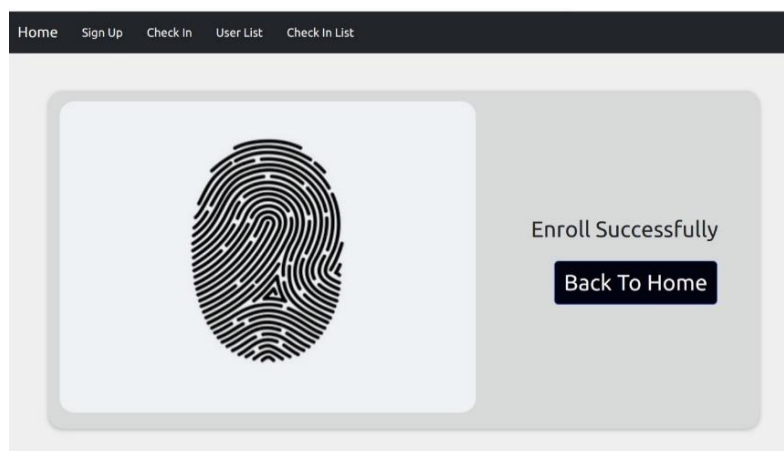 Home Sign Up Check In User List Check In List
Enroll Successfully
Back To Home